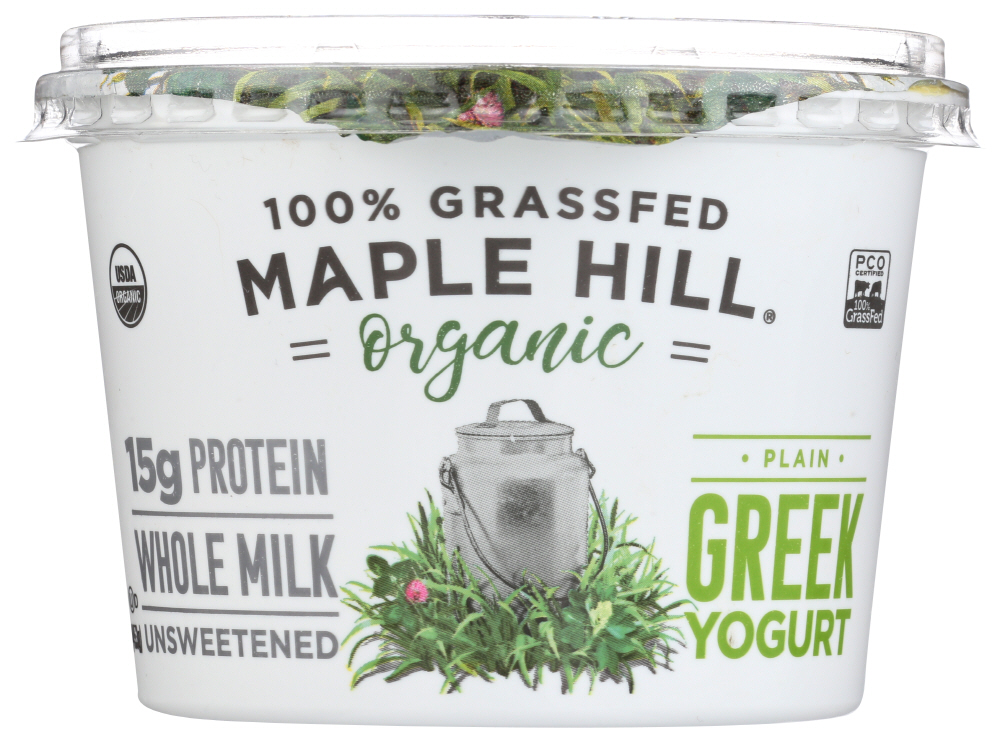 100% GRASSFED
MAPLE HILL®
organic
USDA
ORGANIC
PCO
CERTIFIED
100%
GrassFed
15g PROTEIN
WHOLE MILK
UNSWEETENED
• PLAIN •
GREEK
YOGURT